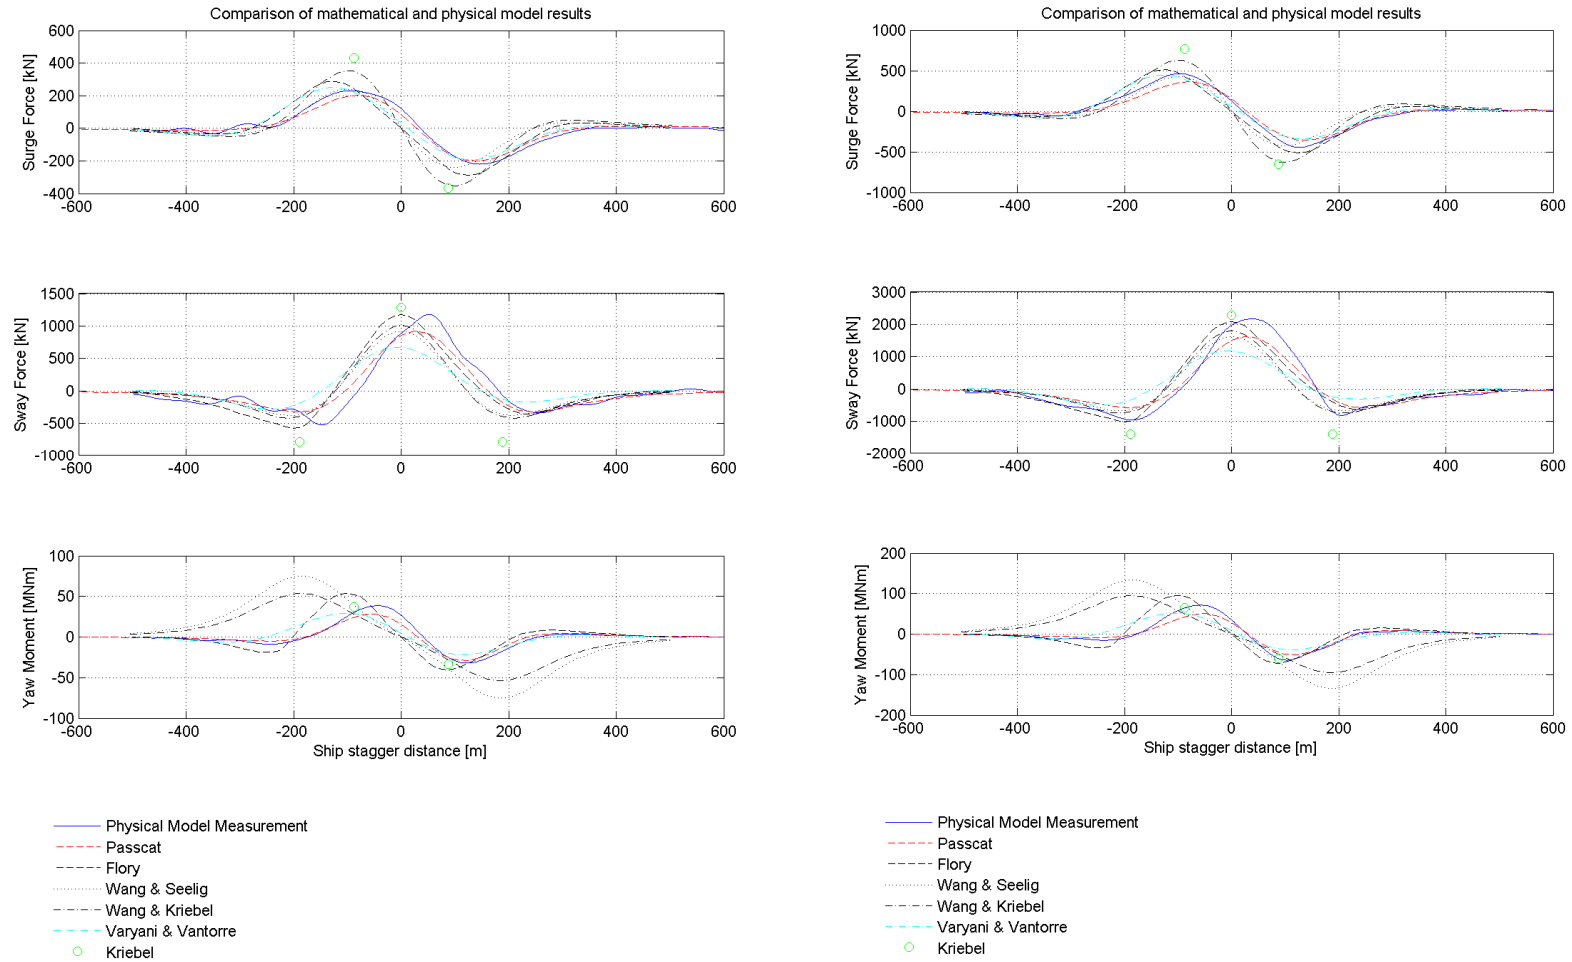 Comparison of mathematical and physical model results
600
400
200
0
-200
-400
Surge Force [kN]
-600 -400 -200 0 200 400 600
1500
1000
500
0
-500
-1000
Sway Force [kN]
-600 -400 -200 0 200 400 600
100
50
0
-50
-100
Yaw Moment [MNm]
-600 -400 -200 0 200 400 600
Ship stagger distance [m]
Physical Model Measurement
Passcat
Flory
Wang & Seelig
Wang & Kriebel
Varyani & Vantorre
Kriebel
Comparison of mathematical and physical model results
1000
500
0
-500
-1000
Surge Force [kN]
-600 -400 -200 0 200 400 600
3000
2000
1000
0
-1000
-2000
Sway Force [kN]
-600 -400 -200 0 200 400 600
200
100
0
-100
-200
Yaw Moment [MNm]
-600 -400 -200 0 200 400 600
Ship stagger distance [m]
Physical Model Measurement
Passcat
Flory
Wang & Seelig
Wang & Kriebel
Varyani & Vantorre
Kriebel